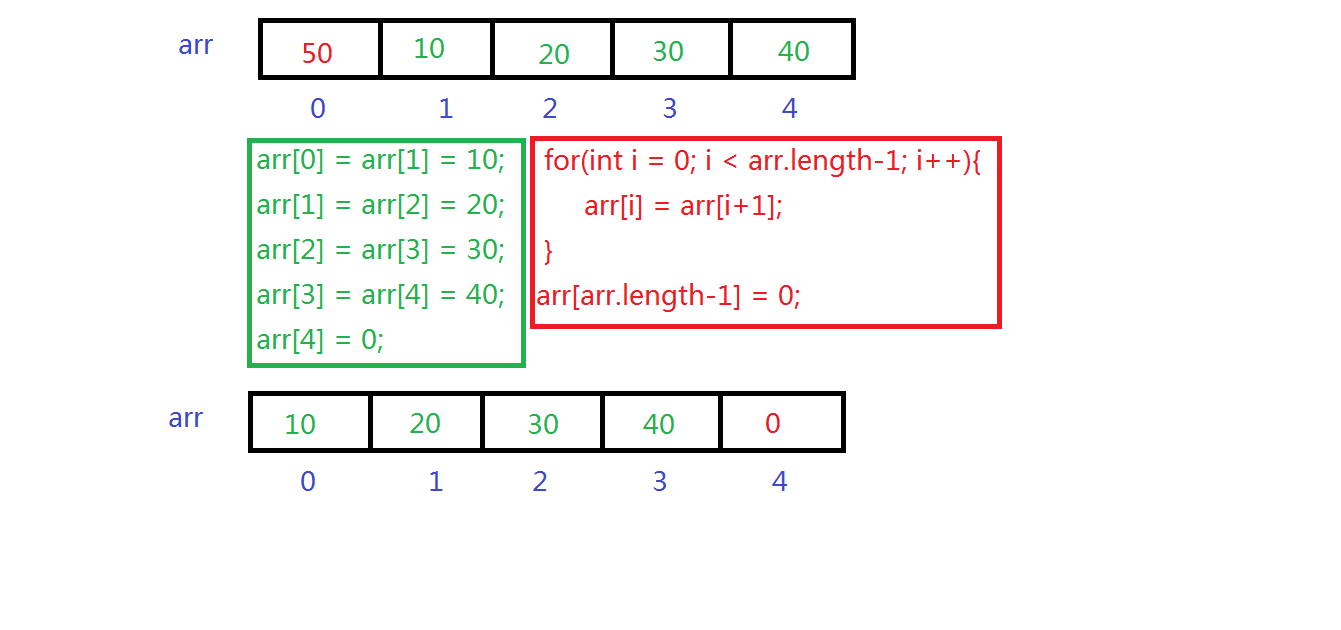 arr 50 10 20 30 40
0 1 2 3 4
arr[0] = arr[1] = 10;
arr[1] = arr[2] = 20;
arr[2] = arr[3] = 30;
arr[3] = arr[4] = 40;
arr[4] = 0;
for(int i = 0; i < arr.length-1; i++){
arr[i] = arr[i+1];
}
arr[arr.length-1] = 0;
arr 10 20 30 40 0
0 1 2 3 4